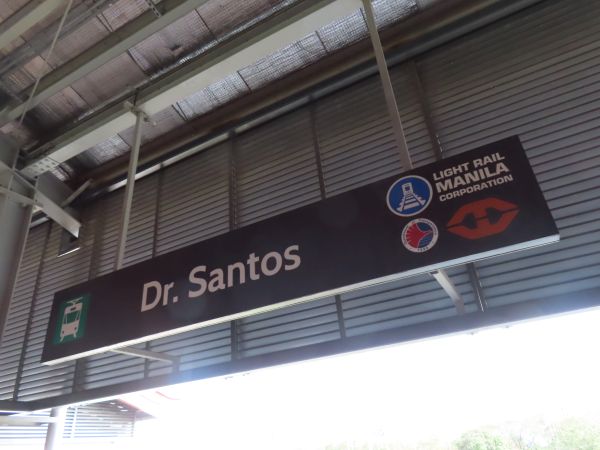 Dr. Santos
LIGHT RAIL
MANILA
CORPORATION